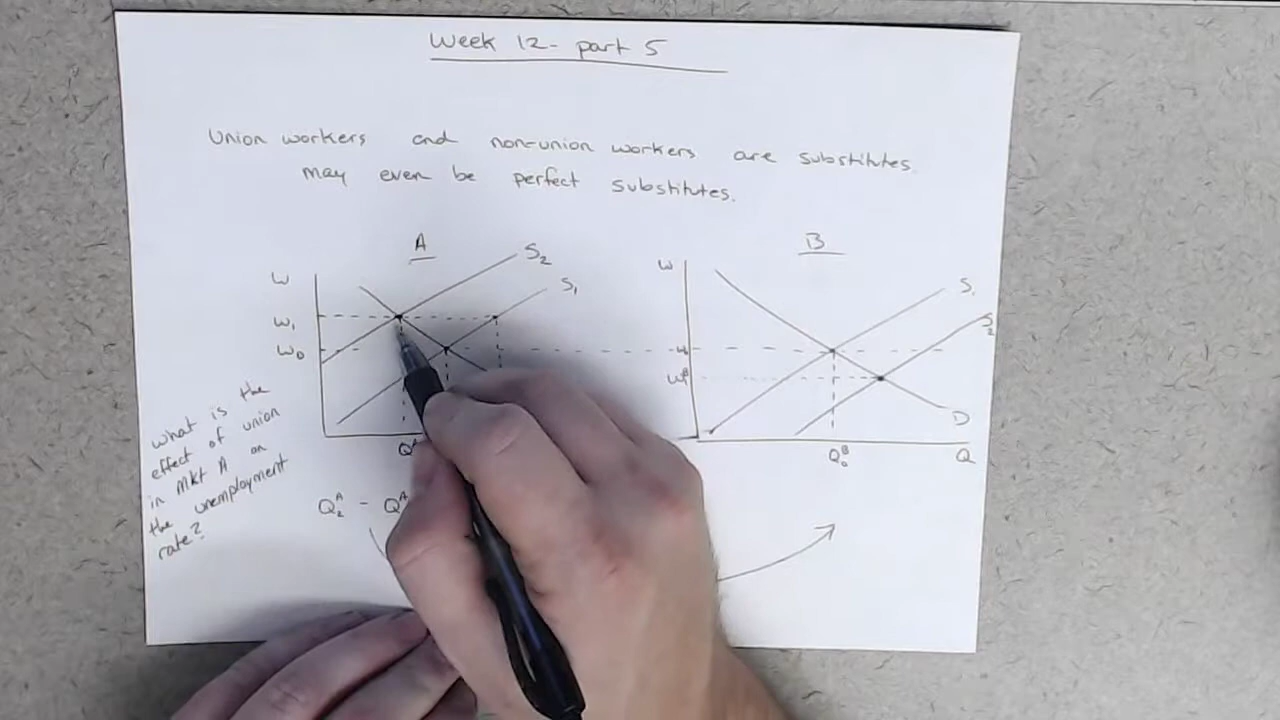 Week 12- part 5
Union workers and non-union workers are substitutes.
may even be perfect substitutes.
A
B
S₂
S₁
W
W₁
W₀
W
S₂
D
Q₀ᴮ
Q
What is the
effect of union
in mkt A on
the unemployment
rate?
Q₂ᴬ - Qᴬ